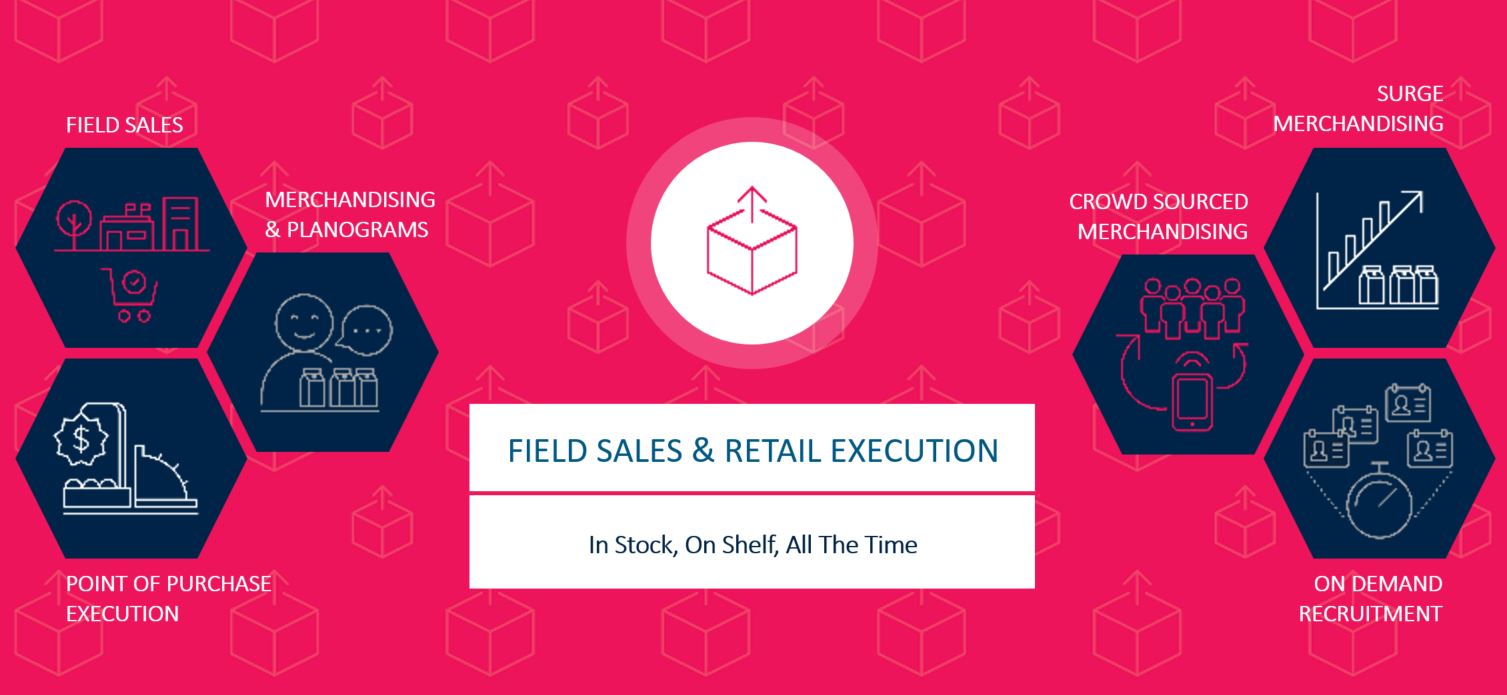 FIELD SALES
MERCHANDISING
& PLANOGRAMS
$
POINT OF PURCHASE
EXECUTION
FIELD SALES & RETAIL EXECUTION
In Stock, On Shelf, All The Time
SURGE
MERCHANDISING
CROWD SOURCED
MERCHANDISING
ON DEMAND
RECRUITMENT